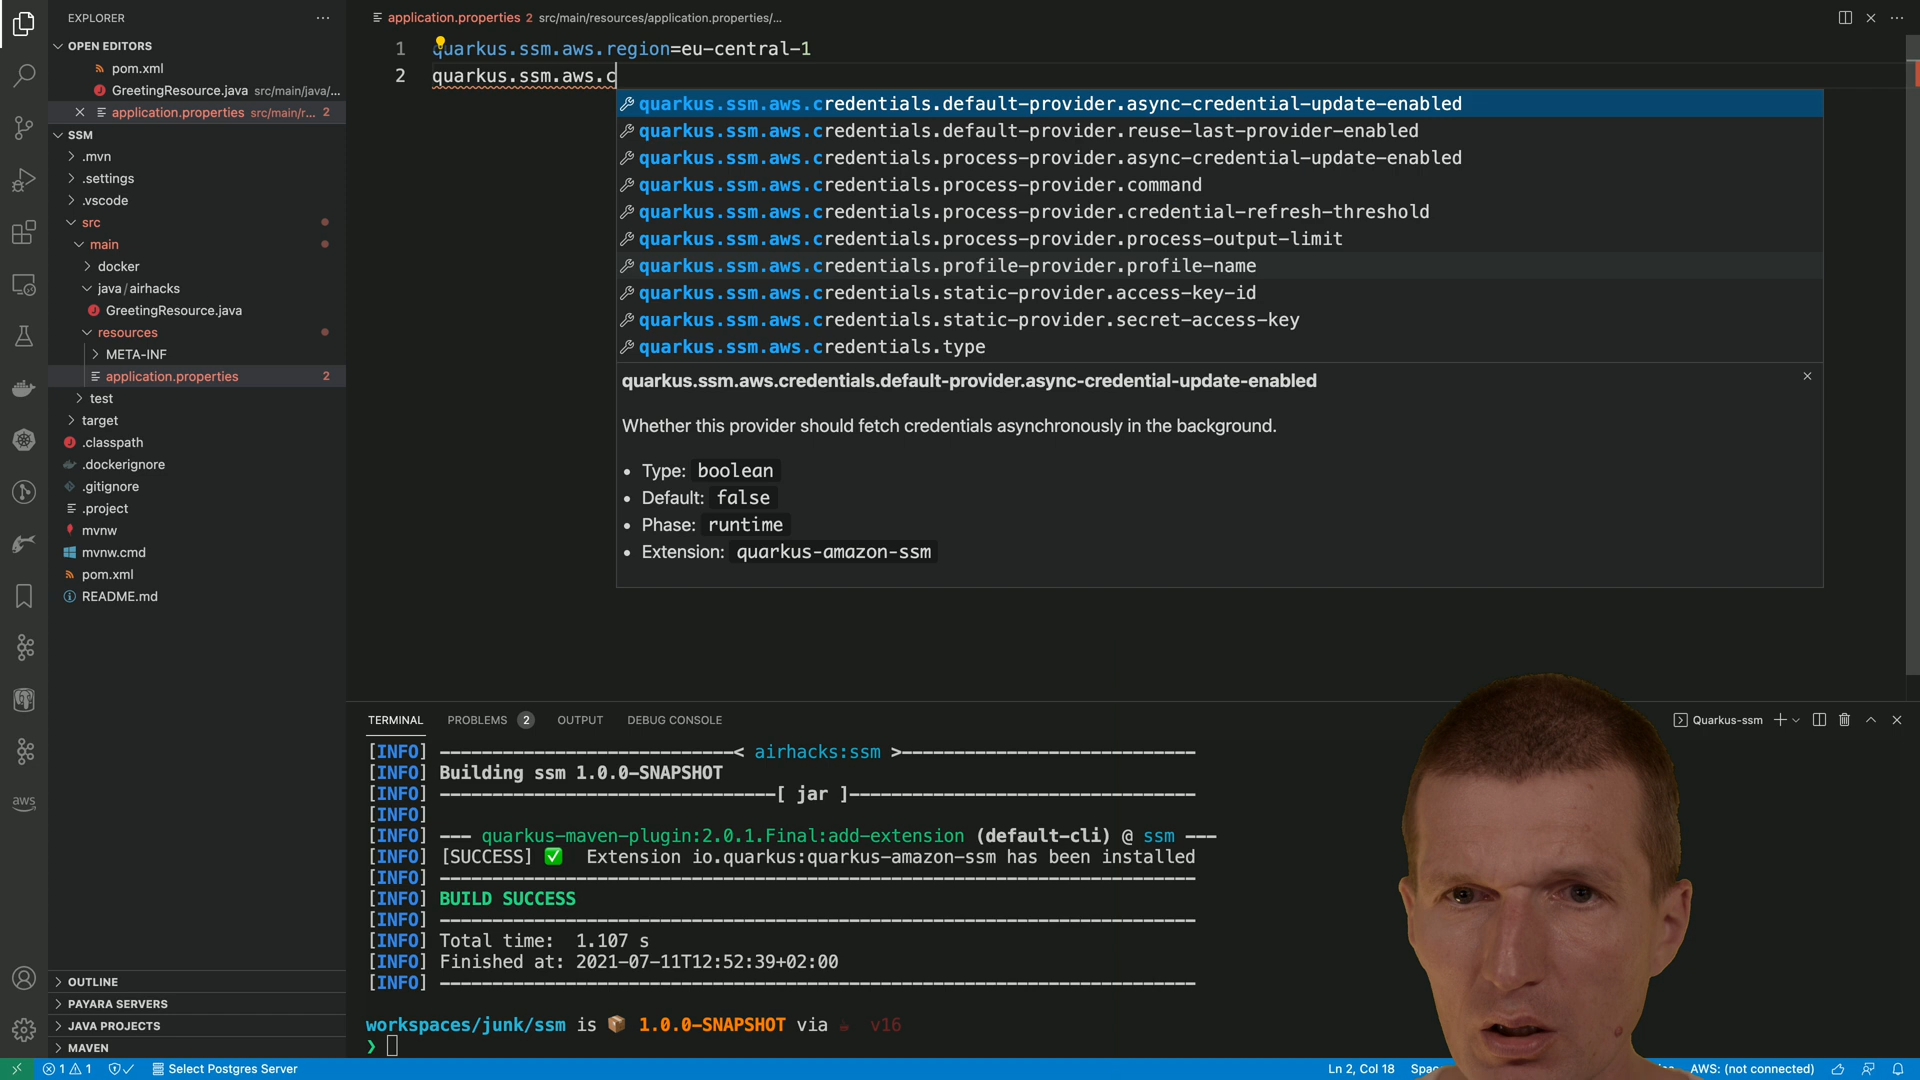 EXPLORER
OPEN EDITORS
pom.xml
GreetingResource.java src/main/java/...
application.properties src/main/r... 2
SSM
.mvn
.settings
.vscode
src
main
docker
java/airhacks
GreetingResource.java
resources
META-INF
application.properties 2
test
target
.classpath
.dockerignore
.gitignore
.project
mvnw
mvnw.cmd
pom.xml
README.md
OUTLINE
PAYARA SERVERS
JAVA PROJECTS
MAVEN
aws
application.properties 2 src/main/resources/application.properties/...
1 quarkus.ssm.aws.region=eu-central-1
2 quarkus.ssm.aws.c
quarkus.ssm.aws.credentials.default-provider.async-credential-update-enabled
quarkus.ssm.aws.credentials.default-provider.reuse-last-provider-enabled
quarkus.ssm.aws.credentials.process-provider.async-credential-update-enabled
quarkus.ssm.aws.credentials.process-provider.command
quarkus.ssm.aws.credentials.process-provider.credential-refresh-threshold
quarkus.ssm.aws.credentials.process-provider.process-output-limit
quarkus.ssm.aws.credentials.profile-provider.profile-name
quarkus.ssm.aws.credentials.static-provider.access-key-id
quarkus.ssm.aws.credentials.static-provider.secret-access-key
quarkus.ssm.aws.credentials.type
quarkus.ssm.aws.credentials.default-provider.async-credential-update-enabled
Whether this provider should fetch credentials asynchronously in the background.
• Type: boolean
• Default: false
• Phase: runtime
• Extension: quarkus-amazon-ssm
TERMINAL PROBLEMS 2 OUTPUT DEBUG CONSOLE Quarkus-ssm
[INFO] ----------------------------< airhacks:ssm >----------------------------
[INFO] Building ssm 1.0.0-SNAPSHOT
[INFO] --------------------------------[ jar ]---------------------------------
[INFO]
[INFO] --- quarkus-maven-plugin:2.0.1.Final:add-extension (default-cli) @ ssm ---
[INFO] [SUCCESS] ✅ Extension io.quarkus:quarkus-amazon-ssm has been installed
[INFO] ------------------------------------------------------------------------
[INFO] BUILD SUCCESS
[INFO] ------------------------------------------------------------------------
[INFO] Total time: 1.107 s
[INFO] Finished at: 2021-07-11T12:52:39+02:00
[INFO] ------------------------------------------------------------------------
workspaces/junk/ssm is 📦 1.0.0-SNAPSHOT via ☕ v16
❯
1 1 Select Postgres Server Ln 2, Col 18 AWS: (not connected)